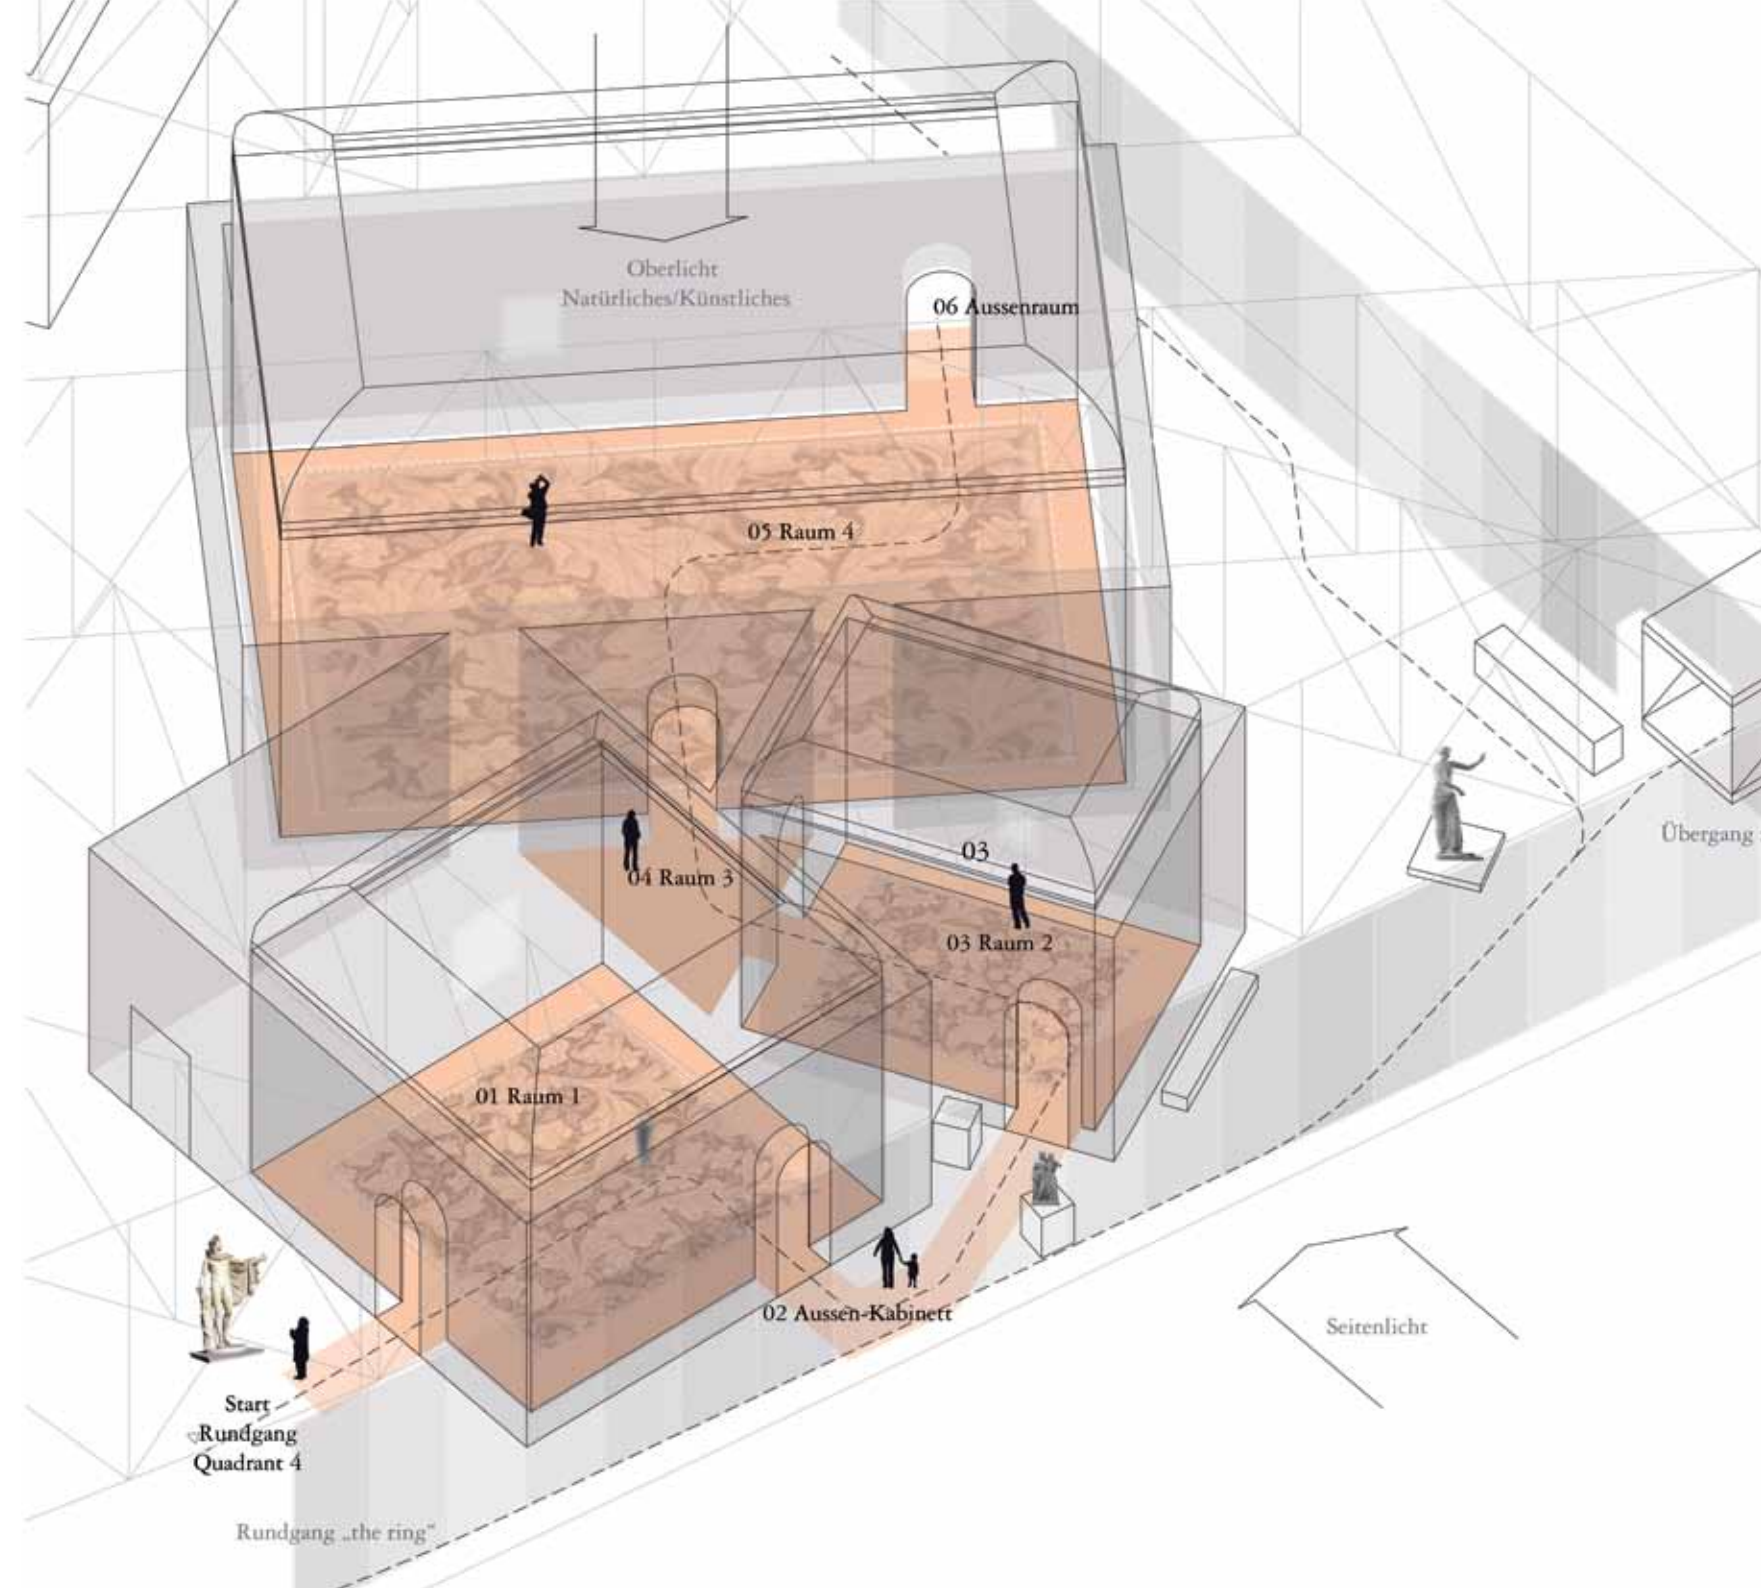 Oberlicht
Natürliches/Künstliches
06 Aussenraum
05 Raum 4
Übergang
03
04 Raum 3
03 Raum 2
01 Raum 1
02 Aussen-Kabinett
Seitenlicht
Start
Rundgang
Quadrant 4
Rundgang „the ring“